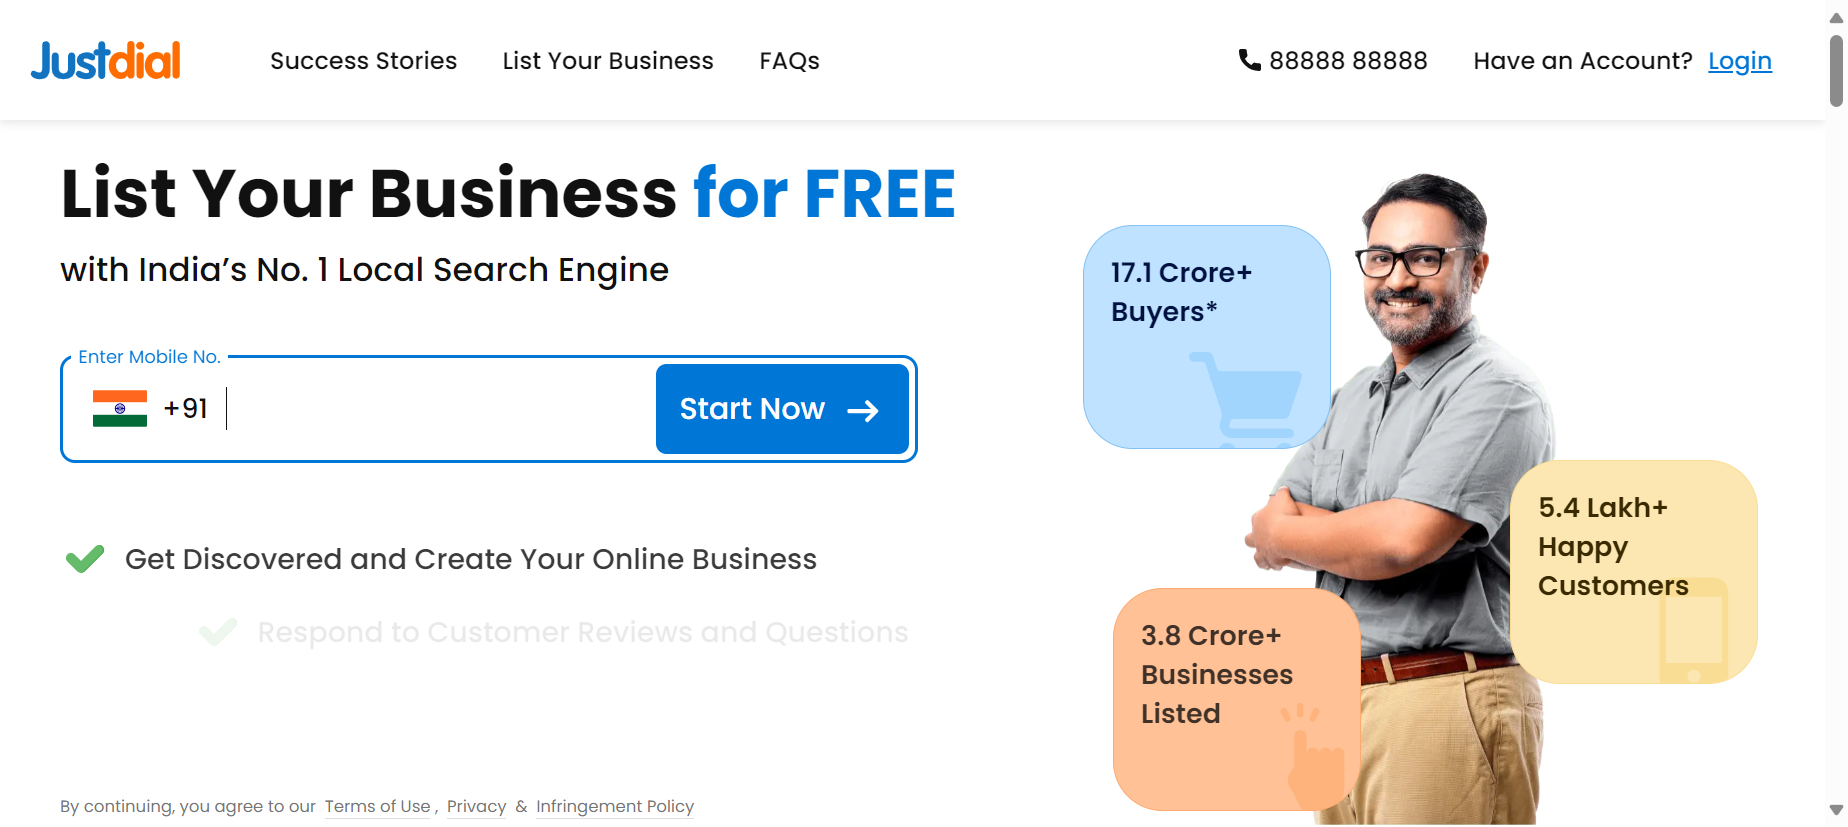 Justdial
Success Stories
List Your Business
FAQs
88888 88888
Have an Account? Login
List Your Business for FREE
with India’s No. 1 Local Search Engine
Enter Mobile No.
+91
Start Now
Get Discovered and Create Your Online Business
Respond to Customer Reviews and Questions
By continuing, you agree to our Terms of Use , Privacy & Infringement Policy
17.1 Crore+
Buyers*
5.4 Lakh+
Happy
Customers
3.8 Crore+
Businesses
Listed